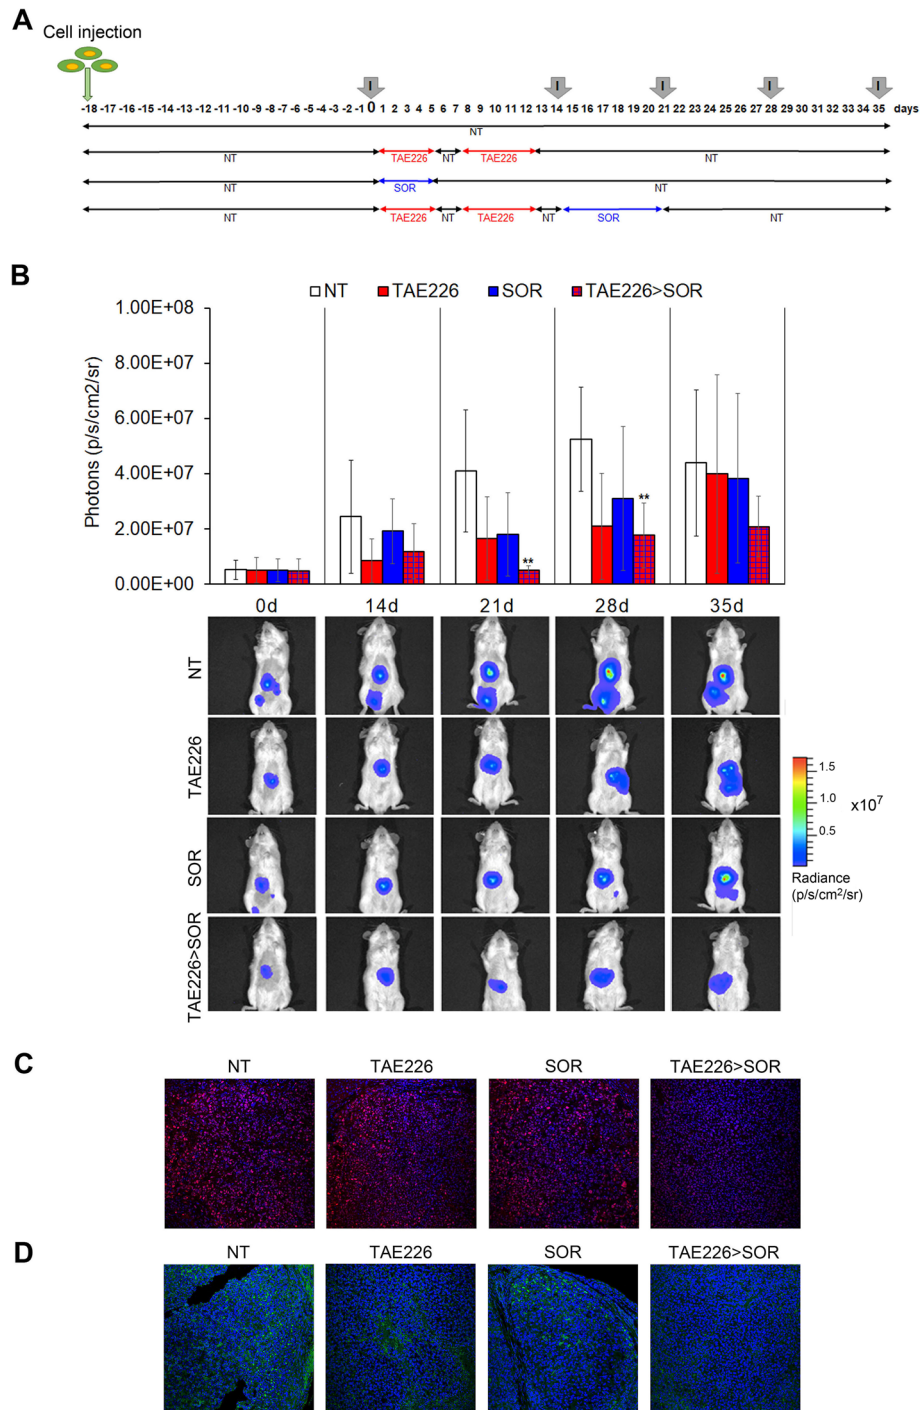 A
Cell injection
I I I I I
-18 -17 -16 -15 -14 -13 -12 -11 -10 -9 -8 -7 -6 -5 -4 -3 -2 -1 0 1 2 3 4 5 6 7 8 9 10 11 12 13 14 15 16 17 18 19 20 21 22 23 24 25 26 27 28 29 30 31 32 33 34 35 days
NT
NT TAE226 NT TAE226 NT
NT SOR NT
NT TAE226 NT TAE226 NT SOR NT
B
NT TAE226 SOR TAE226>SOR
Photons (p/s/cm2/sr)
1.00E+08
8.00E+07
6.00E+07
4.00E+07
2.00E+07
0.00E+00
**
**
0d 14d 21d 28d 35d
NT
TAE226
SOR
TAE226>SOR
1.5
1.0
0.5
x10⁷
Radiance
(p/s/cm²/sr)
C
NT TAE226 SOR TAE226>SOR
D
NT TAE226 SOR TAE226>SOR